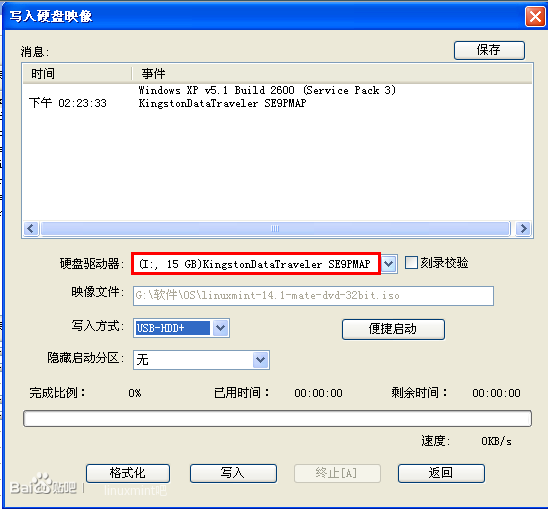 写入硬盘映像
消息:
保存
时间 事件
Windows XP v5.1 Build 2600 (Service Pack 3)
下午 02:23:33 KingstonDataTraveler SE9PMAP
硬盘驱动器: (I:, 15 GB)KingstonDataTraveler SE9PMAP 刻录校验
映像文件: G:\软件\OS\linuxmint-14.1-mate-dvd-32bit.iso
写入方式: USB-HDD+ 便捷启动
隐藏启动分区: 无
完成比例: 0% 已用时间: 00:00:00 剩余时间: 00:00:00
速度: 0KB/s
格式化 写入 终止[A] 返回
Bai du 贴吧 linuxmint吧